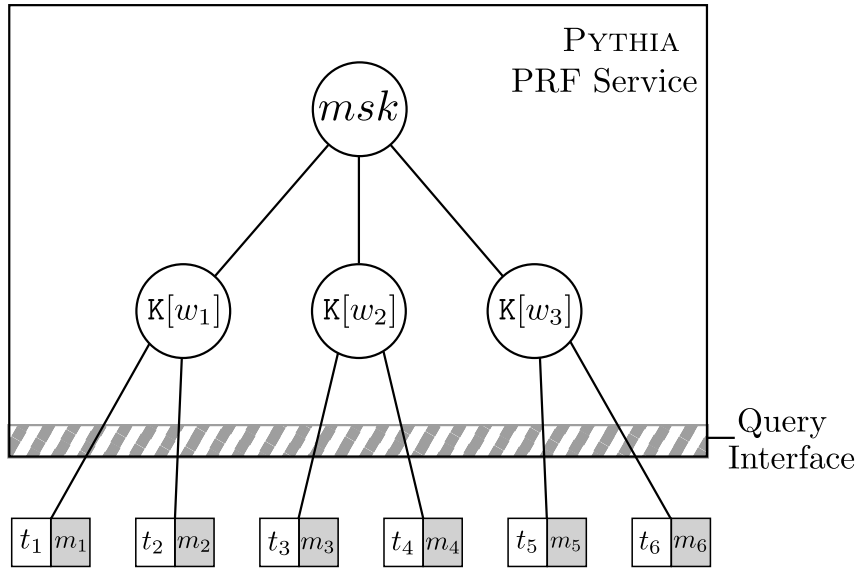 PYTHIA
PRF Service
msk
K[w₁] K[w₂] K[w₃]
Query
Interface
t₁ m₁ t₂ m₂ t₃ m₃ t₄ m₄ t₅ m₅ t₆ m₆